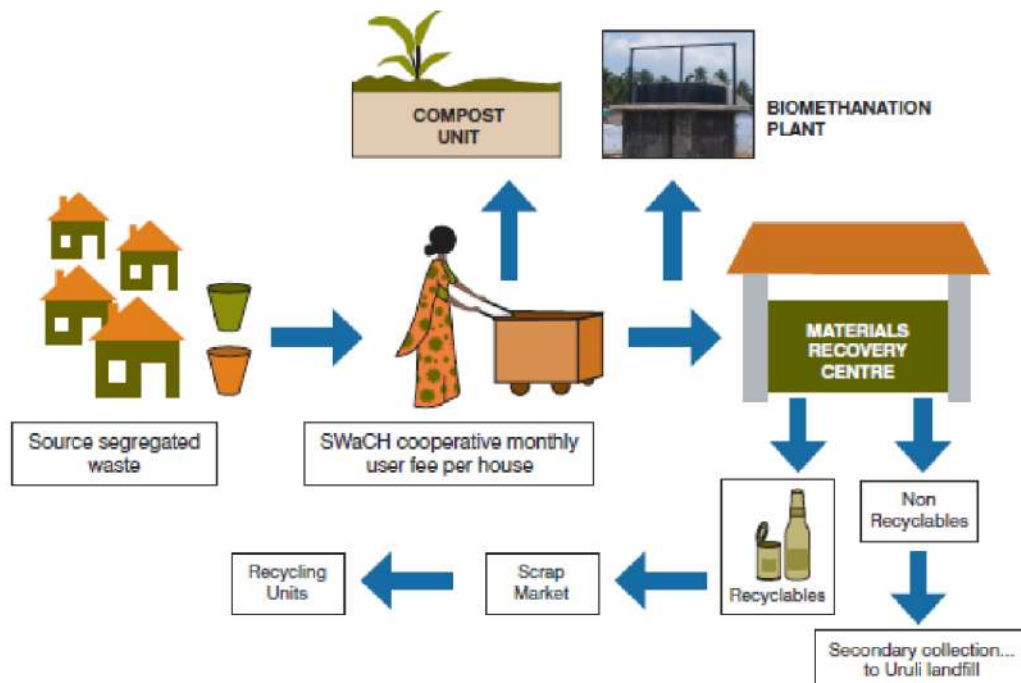 COMPOST
UNIT
BIOMETHANATION
PLANT
MATERIALS
RECOVERY
CENTRE
Source segregated
waste
SWaCH cooperative monthly
user fee per house
Non
Recyclables
Recyclables
Scrap
Market
Recycling
Units
Secondary collection...
to Uruli landfill